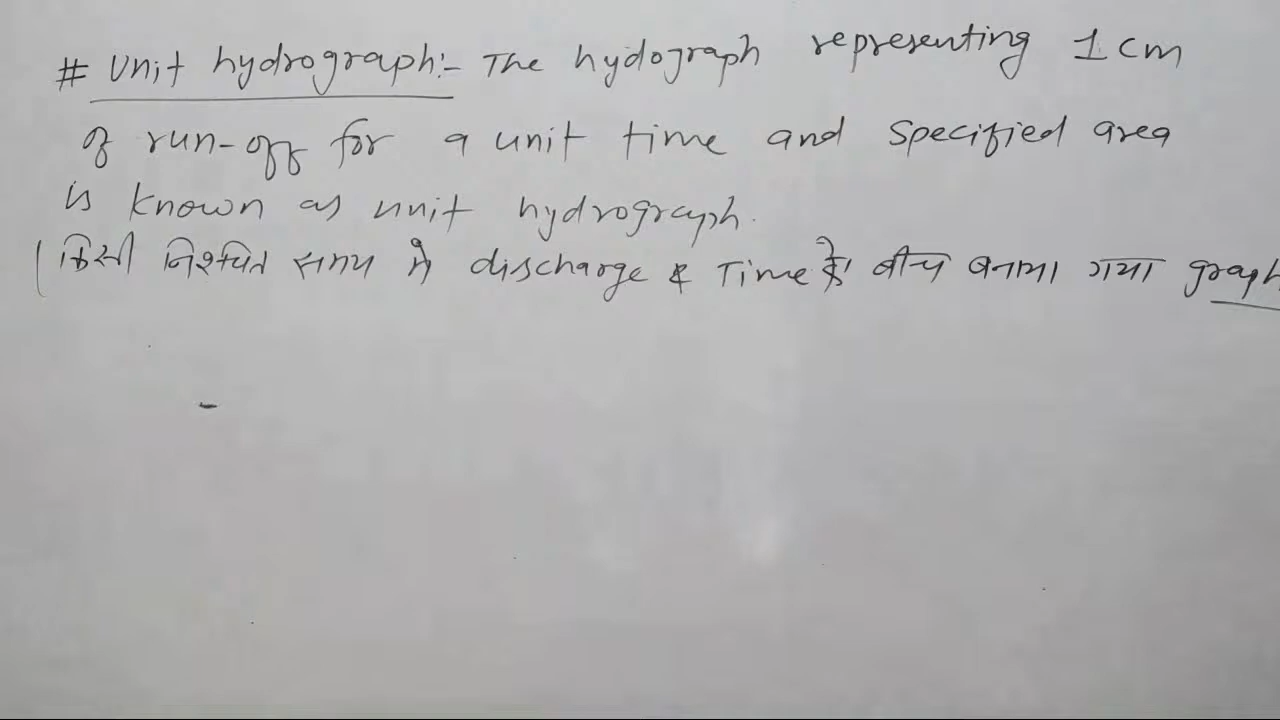 # Unit hydrograph:- The hydograph representing 1 cm
of run-off for a unit time and specified area
is known as unit hydrograph.
(किसी निश्चित समय में discharge & Time के बीच बनाया गया graph